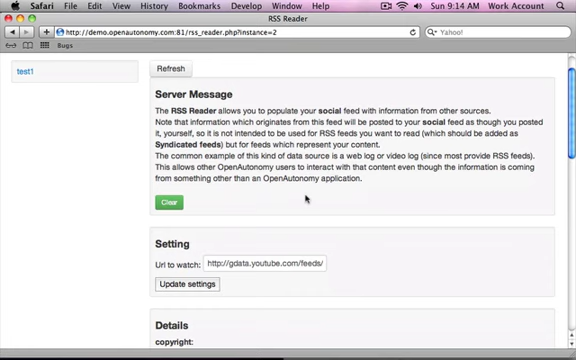 Safari File Edit View History Bookmarks Develop Window Help Sun 9:14 AM Work Account
RSS Reader
http://demo.openautonomy.com:81/rss_reader.php?instance=2
Yahoo!
Bugs
test1
Refresh
Server Message
The RSS Reader allows you to populate your social feed with information from other sources.
Note that information which originates from this feed will be posted to your social feed as though you posted
it, yourself, so it is not intended to be used for RSS feeds you want to read (which should be added as
Syndicated feeds) but for feeds which represent your content.
The common example of this kind of data source is a web log or video log (since most provide RSS feeds).
This allows other OpenAutonomy users to interact with that content even though the information is coming
from something other than an OpenAutonomy application.
Clear
Setting
Url to watch: http://gdata.youtube.com/feeds/
Update settings
Details
copyright: